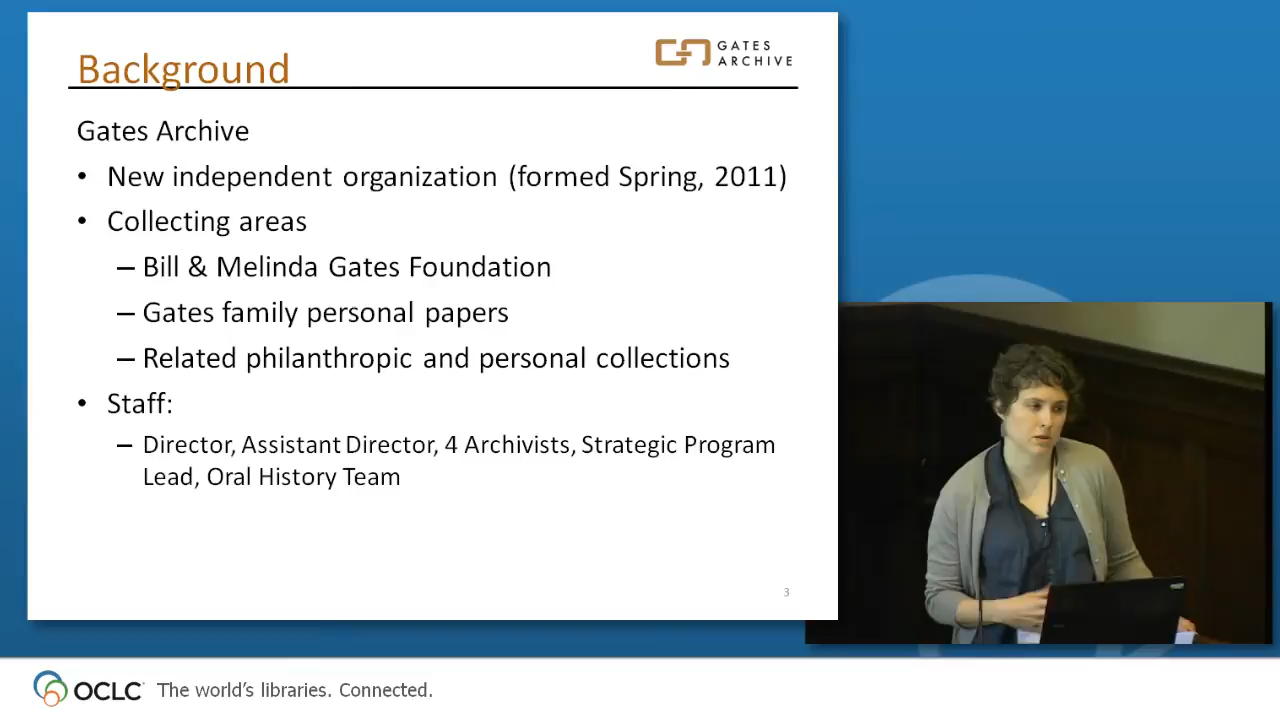 Background
GATES
ARCHIVE
Gates Archive
• New independent organization (formed Spring, 2011)
• Collecting areas
– Bill & Melinda Gates Foundation
– Gates family personal papers
– Related philanthropic and personal collections
• Staff:
– Director, Assistant Director, 4 Archivists, Strategic Program
Lead, Oral History Team
3
OCLC The world's libraries. Connected.